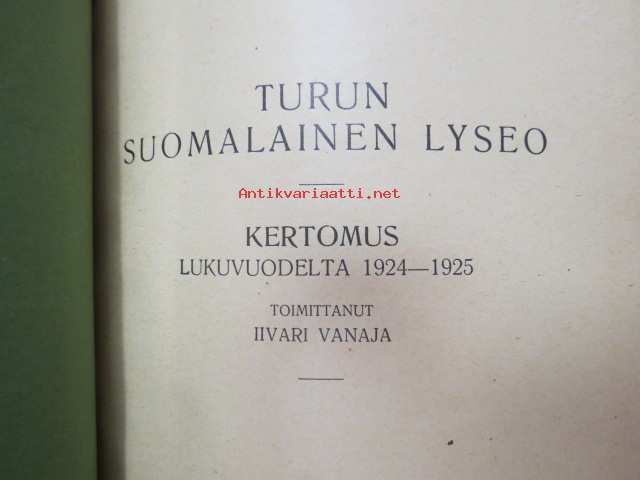 TURUN
SUOMALAINEN LYSEO
Antikvariaatti.net
KERTOMUS
LUKUVUODELTA 1924—1925
TOIMITTANUT
IIVARI VANAJA